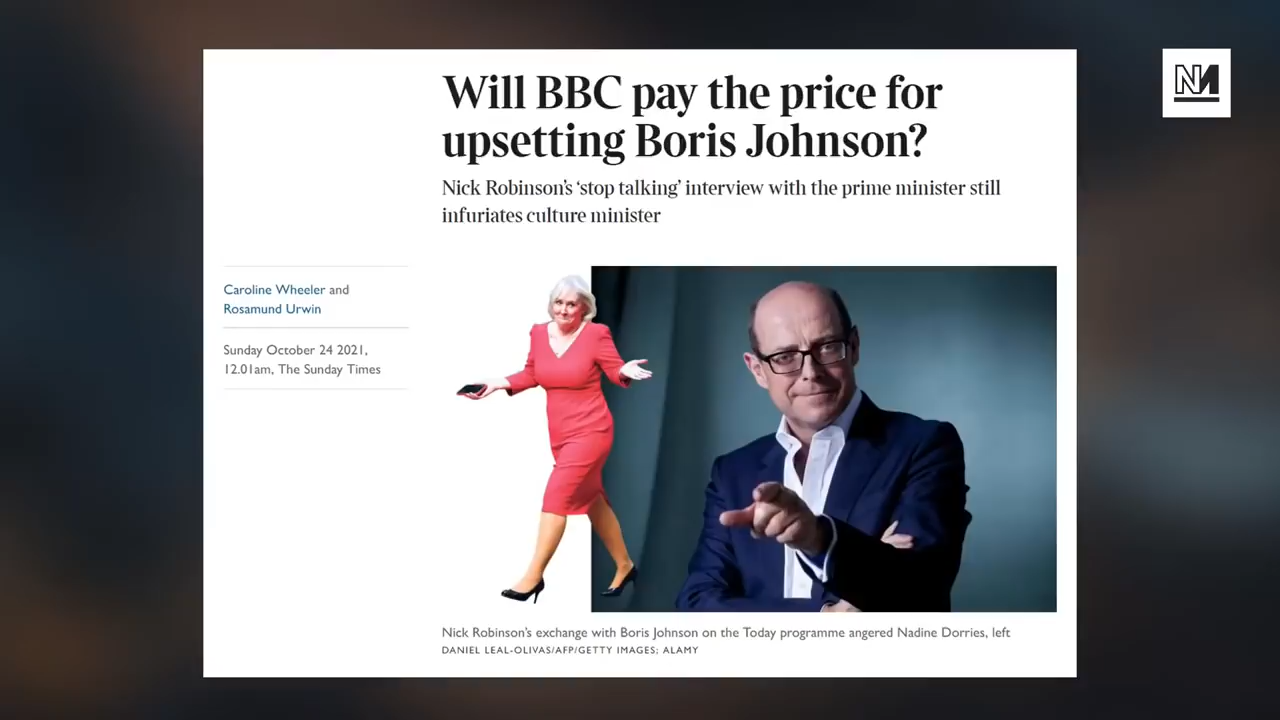 Will BBC pay the price for
upsetting Boris Johnson?
Nick Robinson's ‘stop talking’ interview with the prime minister still
infuriates culture minister
Caroline Wheeler and
Rosamund Urwin
Sunday October 24 2021,
12.01am, The Sunday Times
Nick Robinson's exchange with Boris Johnson on the Today programme angered Nadine Dorries, left
DANIEL LEAL-OLIVAS/AFP/GETTY IMAGES; ALAMY
NM